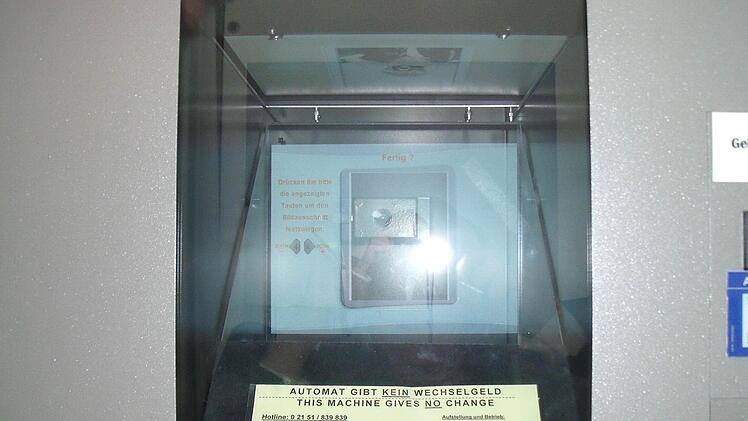 Fertig ?
Drücken Sie bitte
die angezeigten
Tasten um den
Bildausschnitt
festzulegen.
AUTOMAT GIBT KEIN WECHSELGELD
THIS MACHINE GIVES NO CHANGE
Hotline: 0 21 51 / 839 839 Aufstellung und Betrieb: